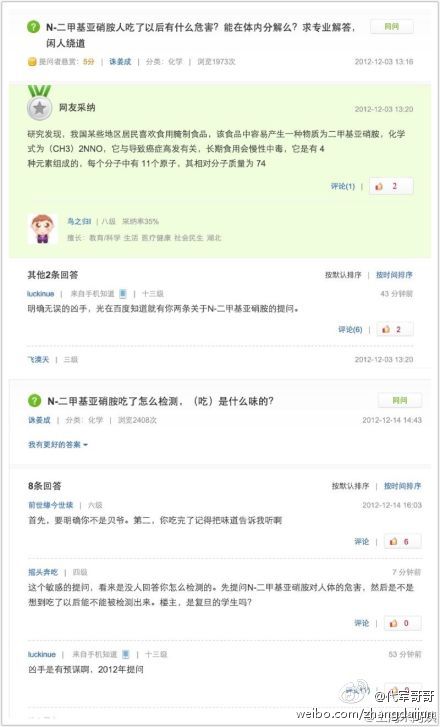 N-二甲基亚硝胺人吃了以后有什么危害？能在体内分解么？求专业解答，
闲人绕道
同问
提问者悬赏：5分 | 诛姜成 | 分类：化学 | 浏览1973次
2012-12-03 13:16
网友采纳
2012-12-03 13:20
研究发现，我国某些地区居民喜欢食用腌制食品，该食品中容易产生一种物质为二甲基亚硝胺，化学
式为（CH3）2NNO，它与导致癌症高发有关，长期食用会慢性中毒，它是有 4
种元素组成的，每个分子中有 11个原子，其相对分子质量为 74
评论(1) | 2
鸟之归I | 八级 采纳率35%
擅长：教育/科学 生活 医疗健康 社会民生 湖北
其他2条回答
按默认排序 | 按时间排序
luckinue | 来自手机知道 | 十三级
43 分钟前
明确无误的凶手，光在百度知道就有你两条关于N-二甲基亚硝胺的提问。
评论(6) | 2
飞漠天 | 三级
2012-12-03 13:20
N-二甲基亚硝胺吃了怎么检测，（吃）是什么味的？
同问
诛姜成 | 分类：化学 | 浏览2408次
2012-12-14 14:43
我有更好的答案
8条回答
按默认排序 | 按时间排序
前世缘今世续 | 六级
2012-12-14 16:03
首先，要明确你不是贝爷。第二，你吃完了记得把味道告诉我听啊
评论 | 6
摇头奔吃 | 四级
7 分钟前
这个敏感的提问，看来是没人回答你怎么检测的。先提问N-二甲基亚硝胺对人体的危害，然后是不是
想到吃了以后能不能被检测出来。楼主，是复旦的学生吗？
评论 | 0
luckinue | 来自手机知道 | 十三级
53 分钟前
凶手是有预谋啊，2012年提问
@代军哥哥
weibo.com/zhangdaijun